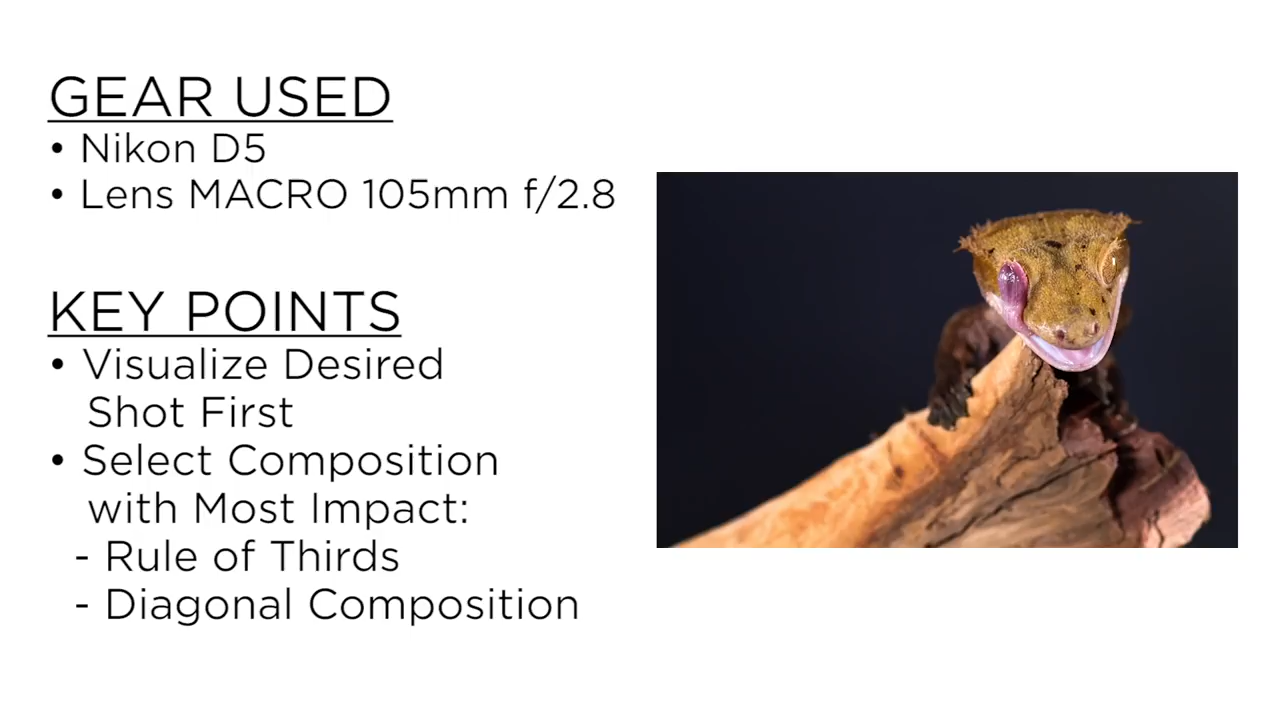 GEAR USED
• Nikon D5
• Lens MACRO 105mm f/2.8
KEY POINTS
• Visualize Desired
Shot First
• Select Composition
with Most Impact:
- Rule of Thirds
- Diagonal Composition